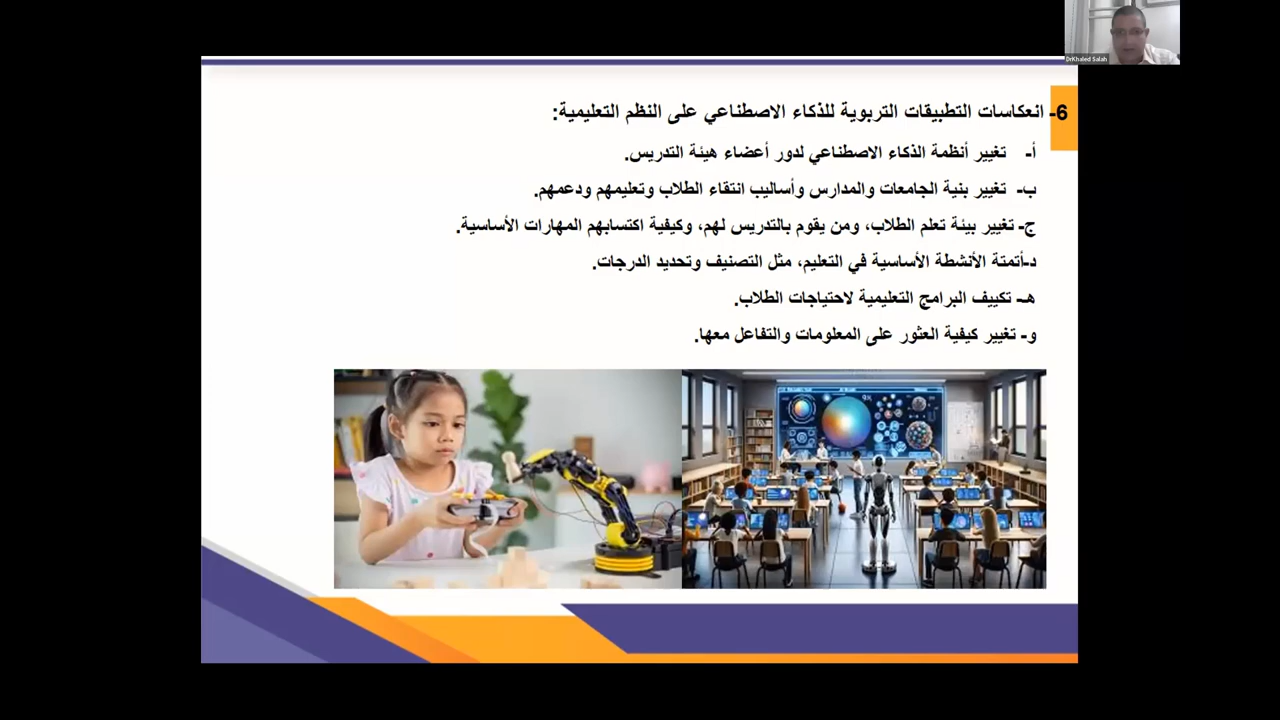 DrKhaled Salah
6- انعكاسات التطبيقات التربوية للذكاء الاصطناعي على النظم التعليمية:
أ- تغيير أنظمة الذكاء الاصطناعي لدور أعضاء هيئة التدريس.
ب- تغيير بنية الجامعات والمدارس وأساليب انتقاء الطلاب وتعليمهم ودعمهم.
ج- تغيير بيئة تعلم الطلاب، ومن يقوم بالتدريس لهم، وكيفية اكتسابهم المهارات الأساسية.
د-أتمتة الأنشطة الأساسية في التعليم، مثل التصنيف وتحديد الدرجات.
هـ- تكييف البرامج التعليمية لاحتياجات الطلاب.
و- تغيير كيفية العثور على المعلومات والتفاعل معها.